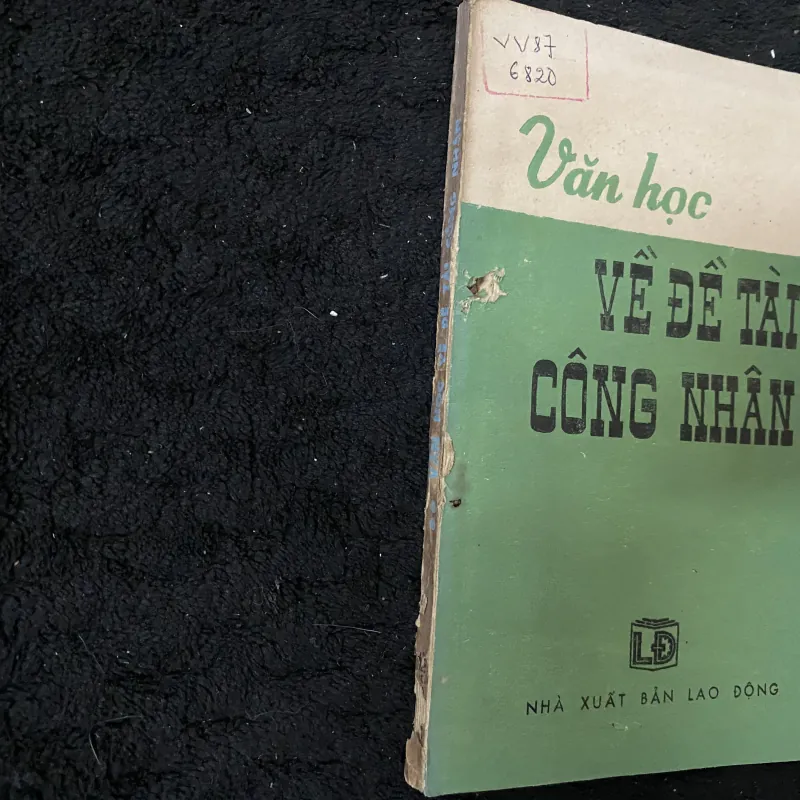 VV87
6820
Văn học
VỀ ĐỀ TÀI
CÔNG NHÂN
LĐ
NHÀ XUẤT BẢN LAO ĐỘNG